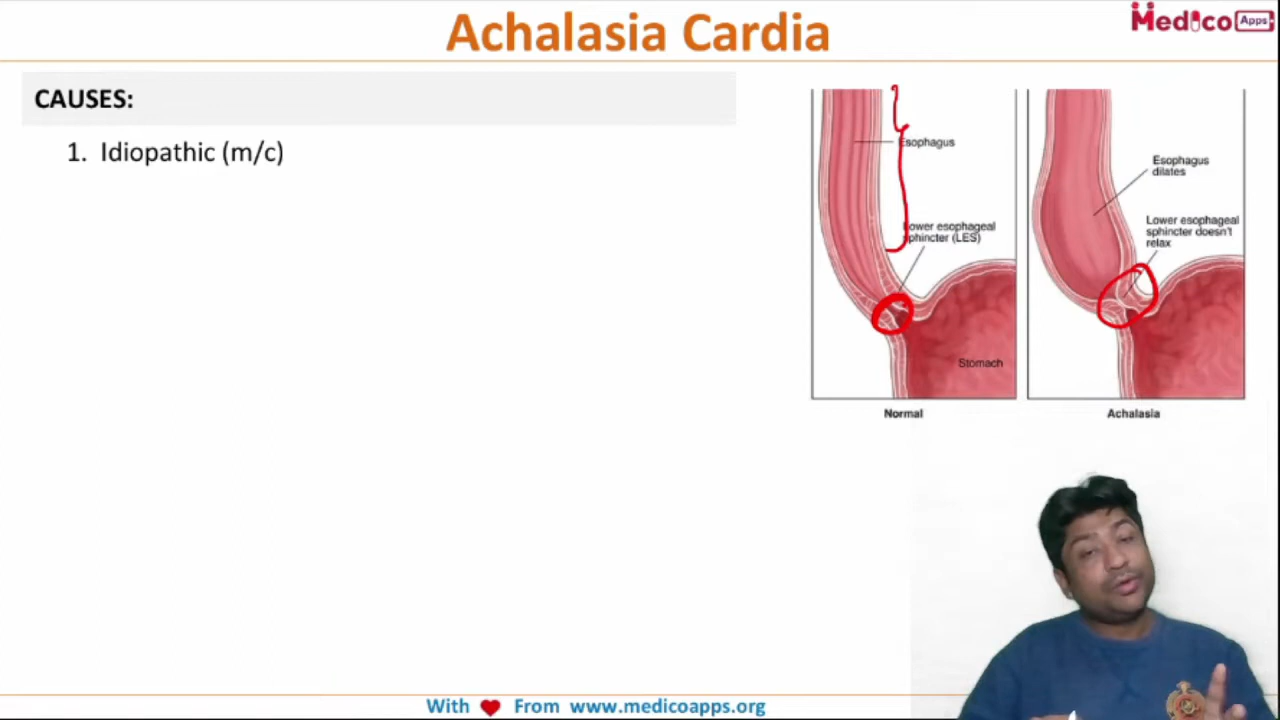 Achalasia Cardia
Medico Apps
CAUSES:
1. Idiopathic (m/c)
Esophagus
Lower esophageal
sphincter (LES)
Stomach
Normal
Esophagus
dilates
Lower esophageal
sphincter doesn't
relax
Achalasia
With From www.medicoapps.org